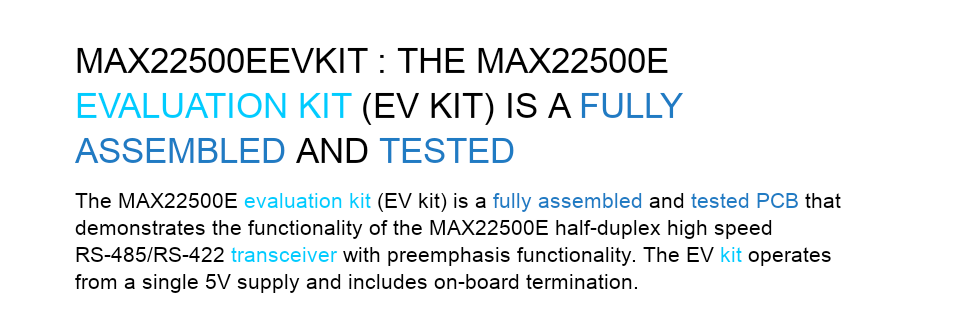 MAX22500EEVKIT : THE MAX22500E
EVALUATION KIT (EV KIT) IS A FULLY
ASSEMBLED AND TESTED
The MAX22500E evaluation kit (EV kit) is a fully assembled and tested PCB that
demonstrates the functionality of the MAX22500E half-duplex high speed
RS-485/RS-422 transceiver with preemphasis functionality. The EV kit operates
from a single 5V supply and includes on-board termination.